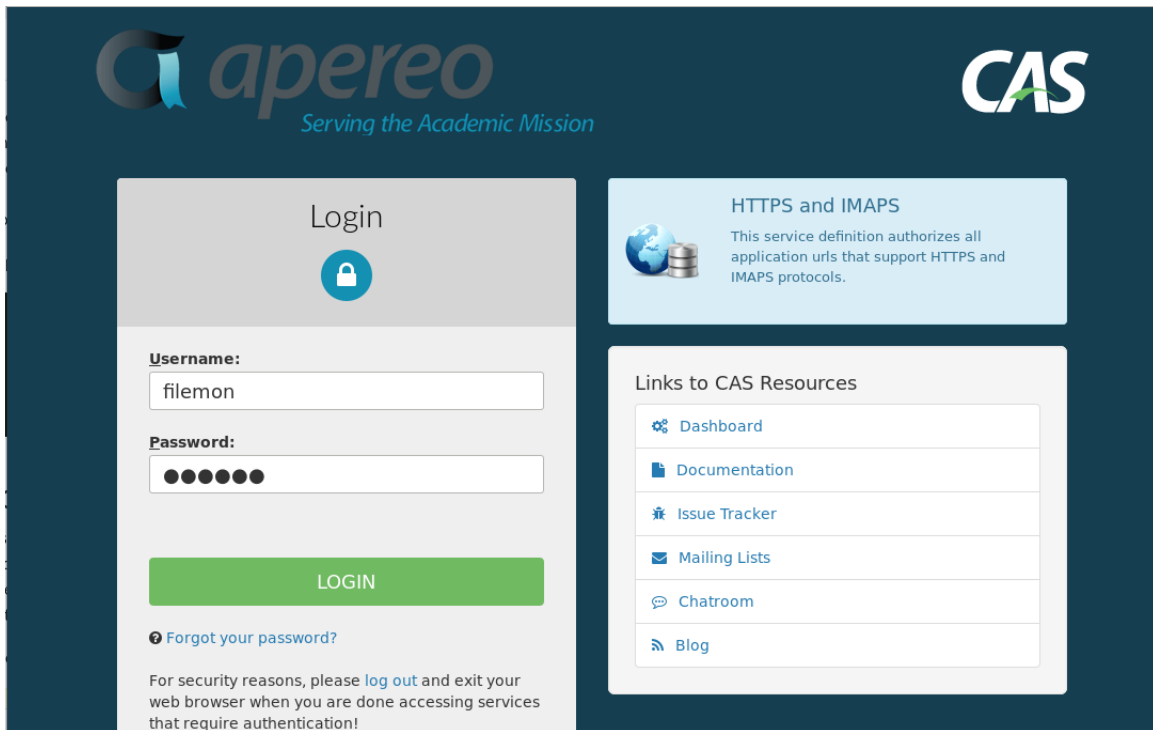 apereo
Serving the Academic Mission
CAS
Login
Username:
filemon
Password:
●●●●●●
LOGIN
Forgot your password?
For security reasons, please log out and exit your
web browser when you are done accessing services
that require authentication!
HTTPS and IMAPS
This service definition authorizes all
application urls that support HTTPS and
IMAPS protocols.
Links to CAS Resources
Dashboard
Documentation
Issue Tracker
Mailing Lists
Chatroom
Blog